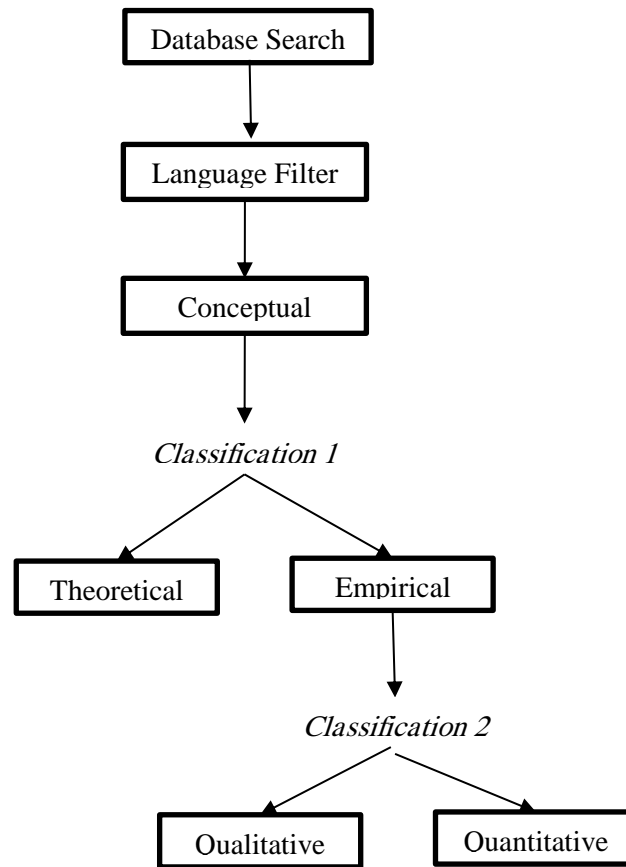 Database Search
Language Filter
Conceptual
Classification 1
Theoretical
Empirical
Classification 2
Qualitative
Quantitative